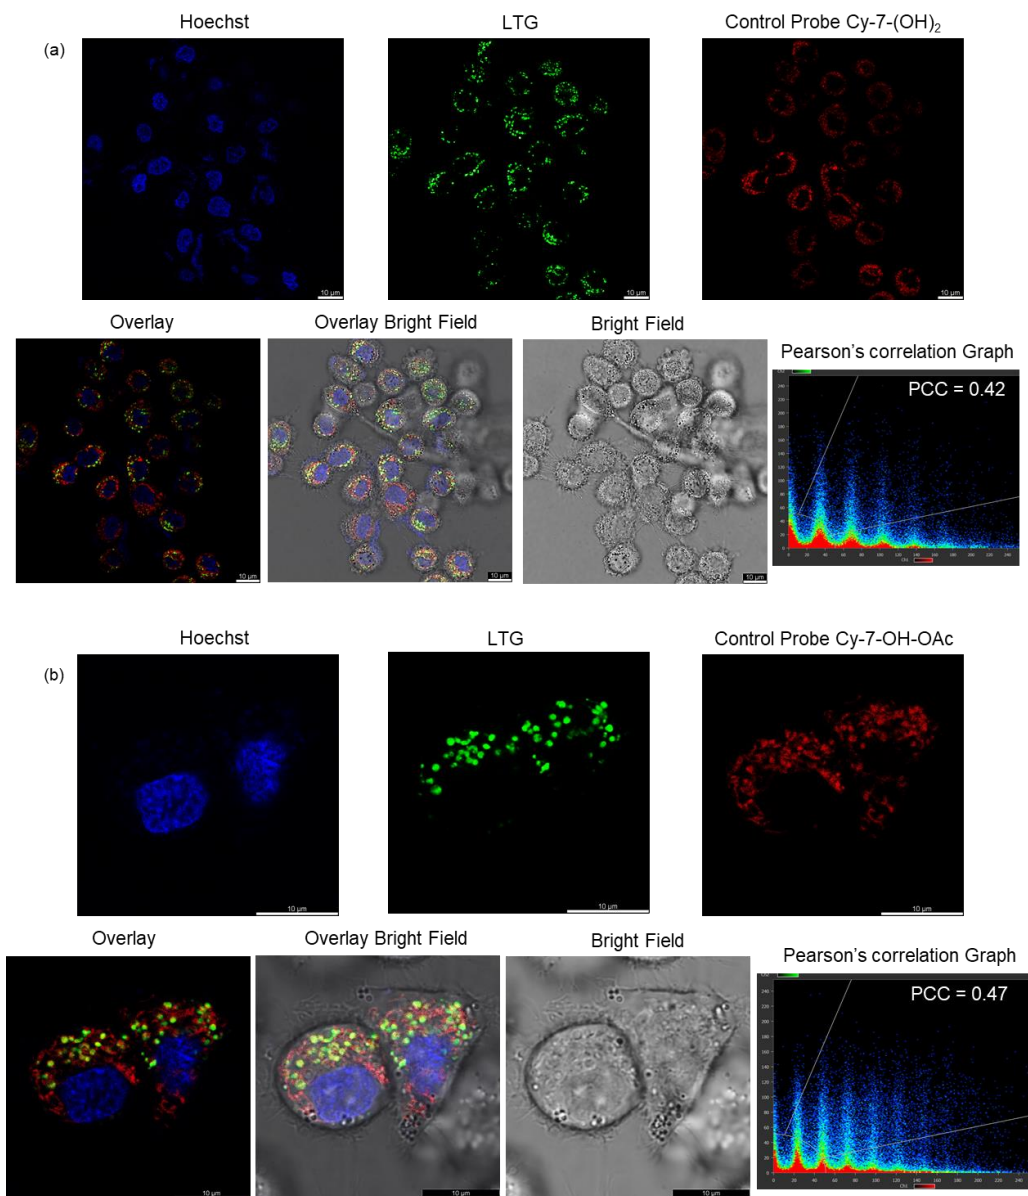 Hoechst
LTG
Control Probe Cy-7-(OH)₂
(a)
10 µm
10 µm
10 µm
Overlay
Overlay Bright Field
Bright Field
Pearson's correlation Graph
PCC = 0.42
10 µm
10 µm
10 µm
Hoechst
LTG
Control Probe Cy-7-OH-OAc
(b)
10 µm
10 µm
10 µm
Overlay
Overlay Bright Field
Bright Field
Pearson's correlation Graph
PCC = 0.47
10 µm
10 µm
10 µm